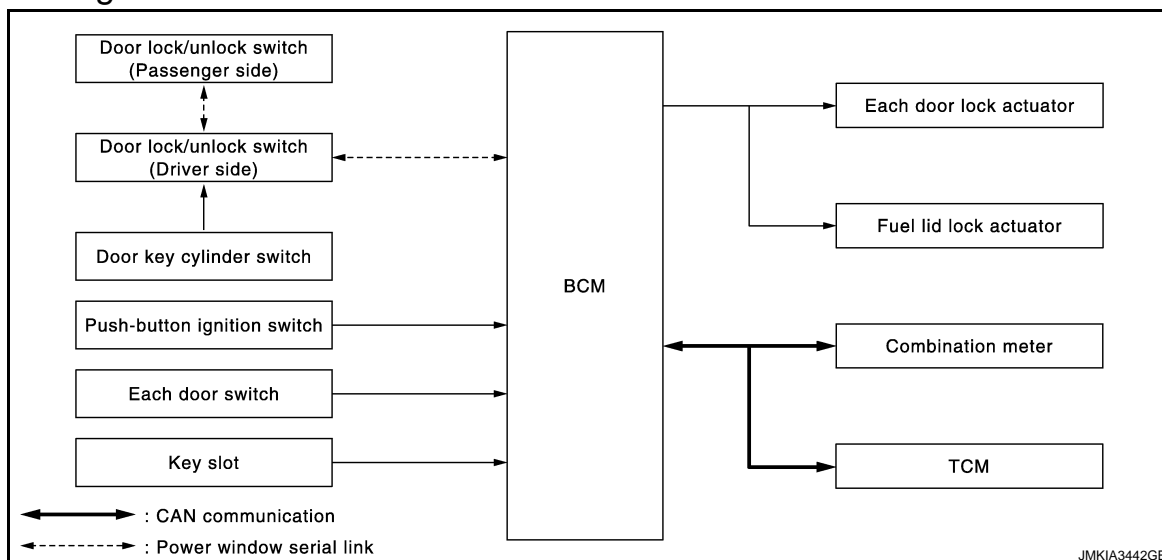 Door lock/unlock switch
(Passenger side)
Door lock/unlock switch
(Driver side)
Door key cylinder switch
Push-button ignition switch
Each door switch
Key slot
BCM
Each door lock actuator
Fuel lid lock actuator
Combination meter
TCM
: CAN communication
: Power window serial link